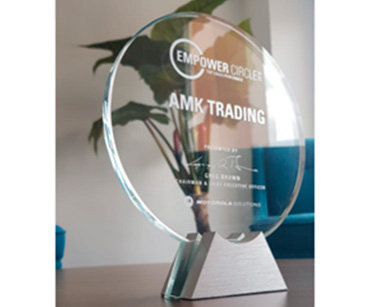 EMPOWER CIRCLE
AMK TRADING
PRESENTED BY
GREG BROWN
CHAIRMAN & CHIEF EXECUTIVE OFFICER
MOTOROLA SOLUTIONS